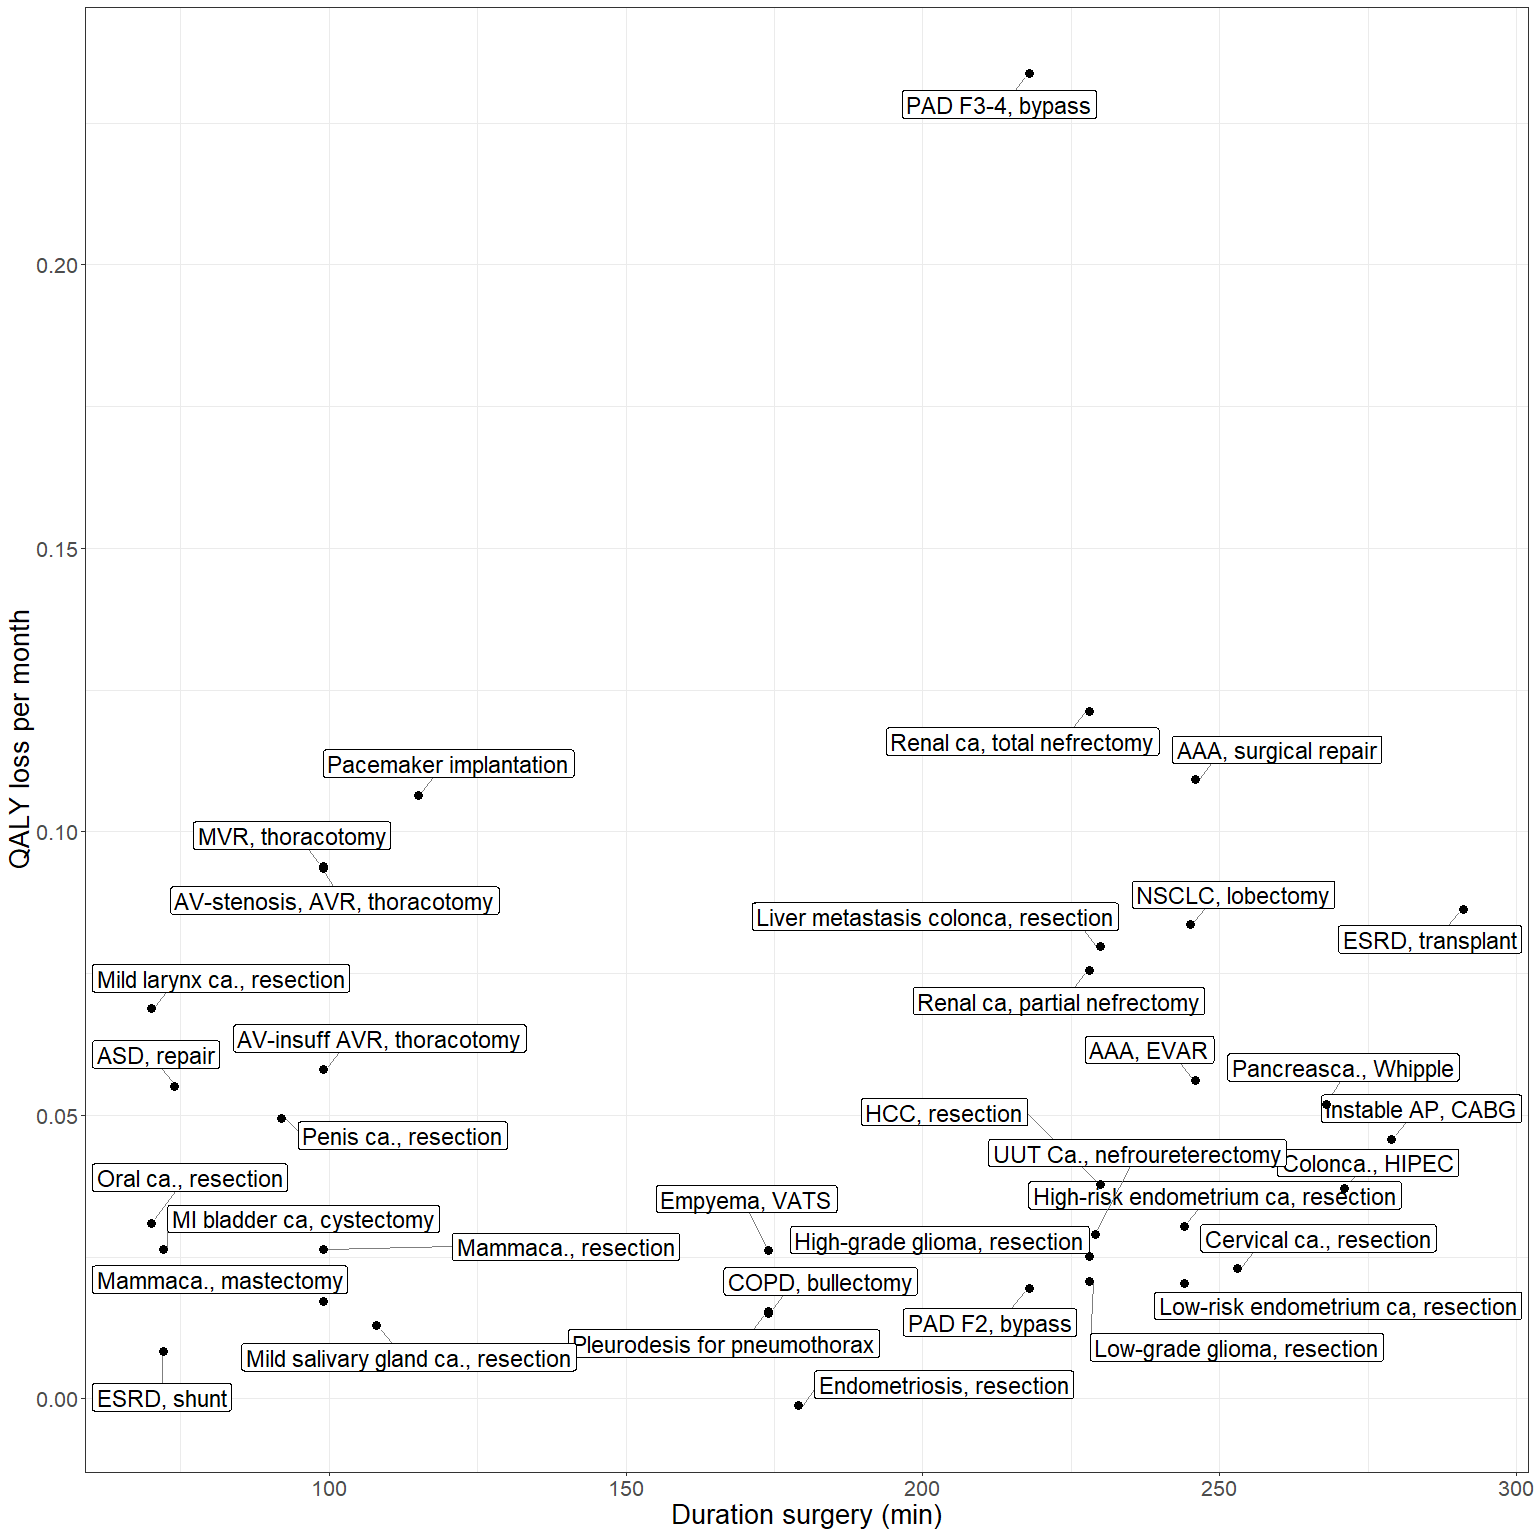 PAD F3-4, bypass
0.20
0.15
Renal ca, total nefrectomy
AAA, surgical repair
Pacemaker implantation
QALY loss per month
0.10
MVR, thoracotomy
AV-stenosis, AVR, thoracotomy
NSCLC, lobectomy
Liver metastasis colonca, resection
ESRD, transplant
Mild larynx ca., resection
Renal ca, partial nefrectomy
AV-insuff AVR, thoracotomy
ASD, repair
AAA, EVAR
Pancreasca., Whipple
0.05
HCC, resection
Instable AP, CABG
Penis ca., resection
UUT Ca., nefroureterectomy
Colonca., HIPEC
Oral ca., resection
High-risk endometrium ca, resection
Empyema, VATS
MI bladder ca, cystectomy
Mammaca., resection
High-grade glioma, resection
Cervical ca., resection
Mammaca., mastectomy
COPD, bullectomy
Low-risk endometrium ca, resection
PAD F2, bypass
Pleurodesis for pneumothorax
Low-grade glioma, resection
Mild salivary gland ca., resection
Endometriosis, resection
0.00
ESRD, shunt
100
150
200
250
300
Duration surgery (min)